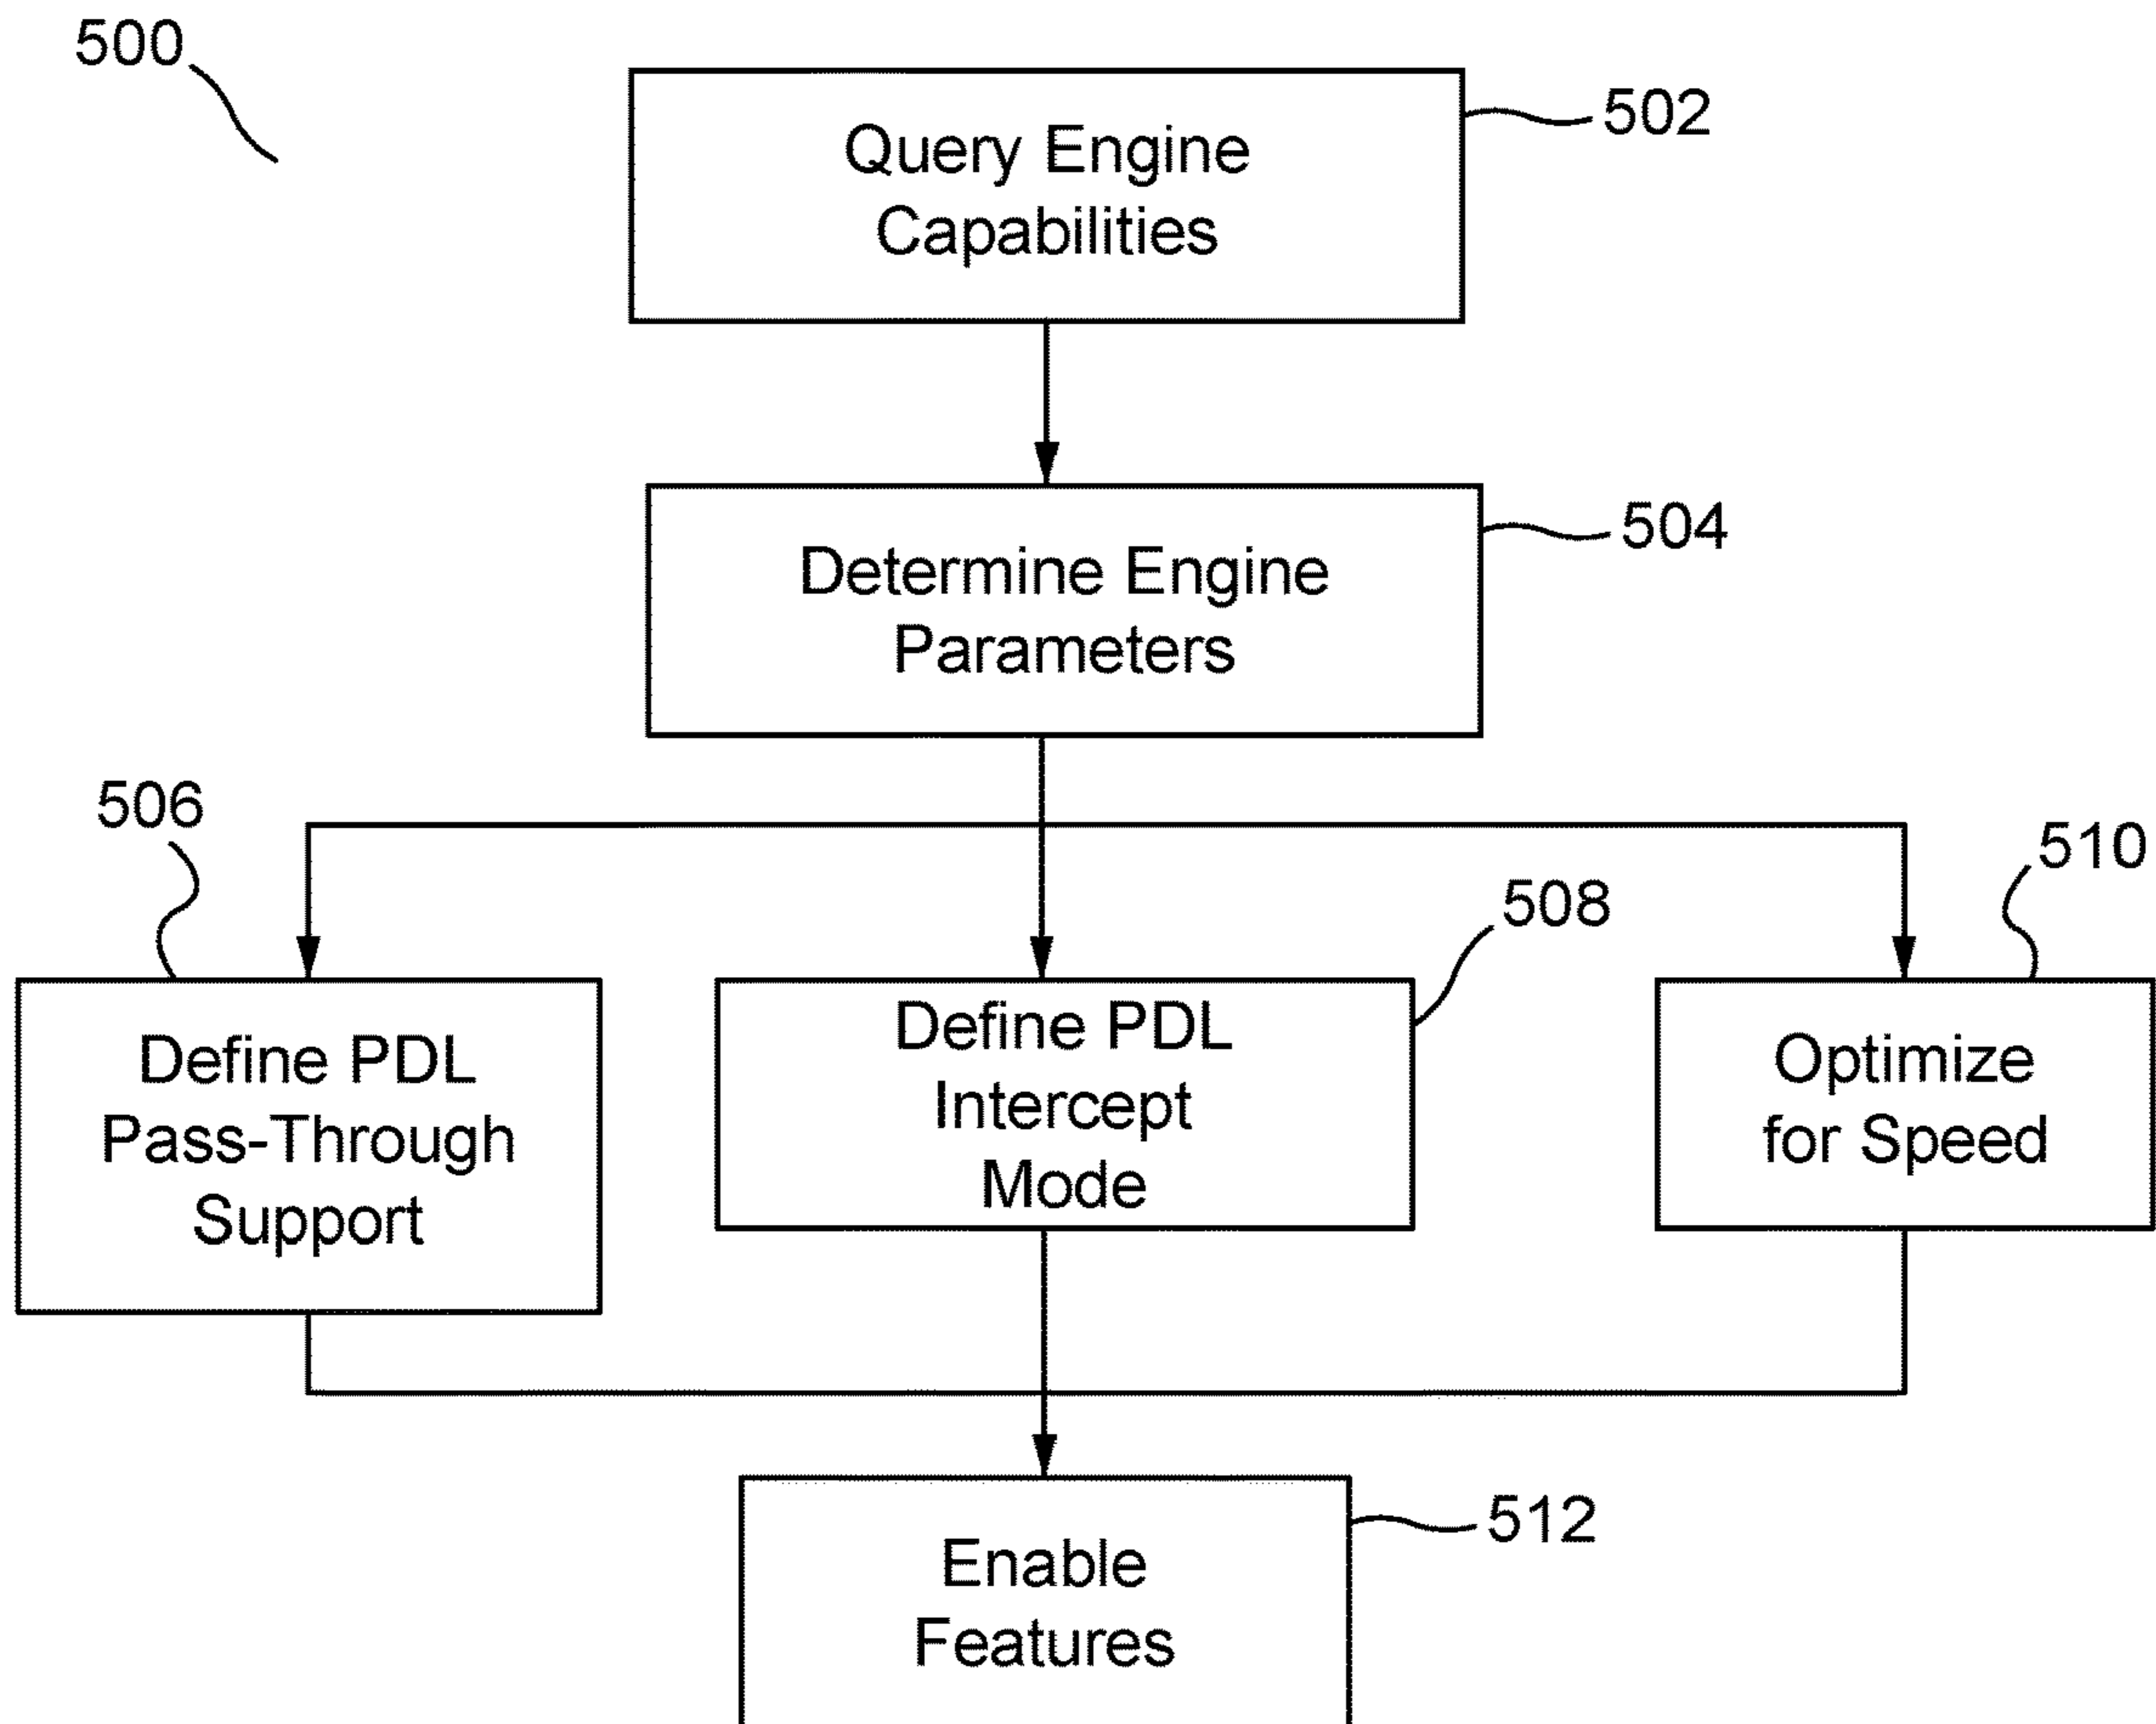 500
Query Engine
Capabilities
502
Determine Engine
Parameters
504
506
Define PDL
Pass-Through
Support
508
Define PDL
Intercept
Mode
510
Optimize
for Speed
512
Enable
Features